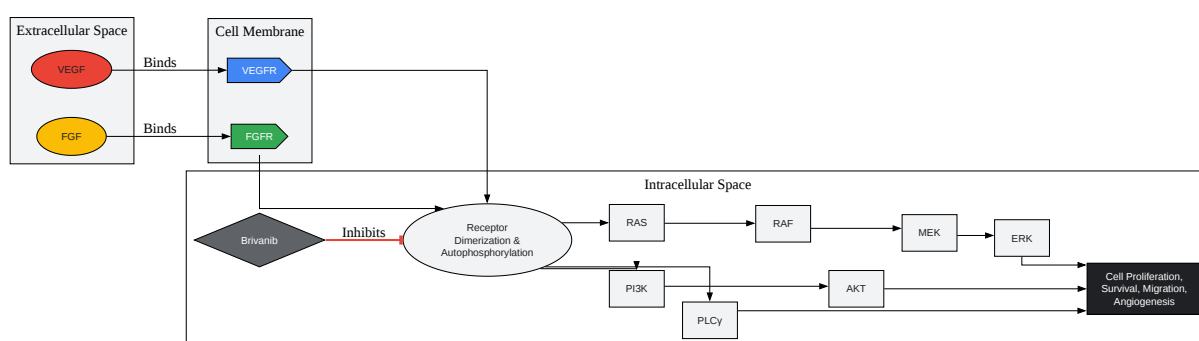 Extracellular Space
Cell Membrane
VEGF
Binds
VEGFR
FGF
Binds
FGFR
Intracellular Space
Brivanib
Inhibits
Receptor
Dimerization &
Autophosphorylation
RAS
RAF
MEK
ERK
PI3K
AKT
PLCγ
Cell Proliferation,
Survival, Migration,
Angiogenesis